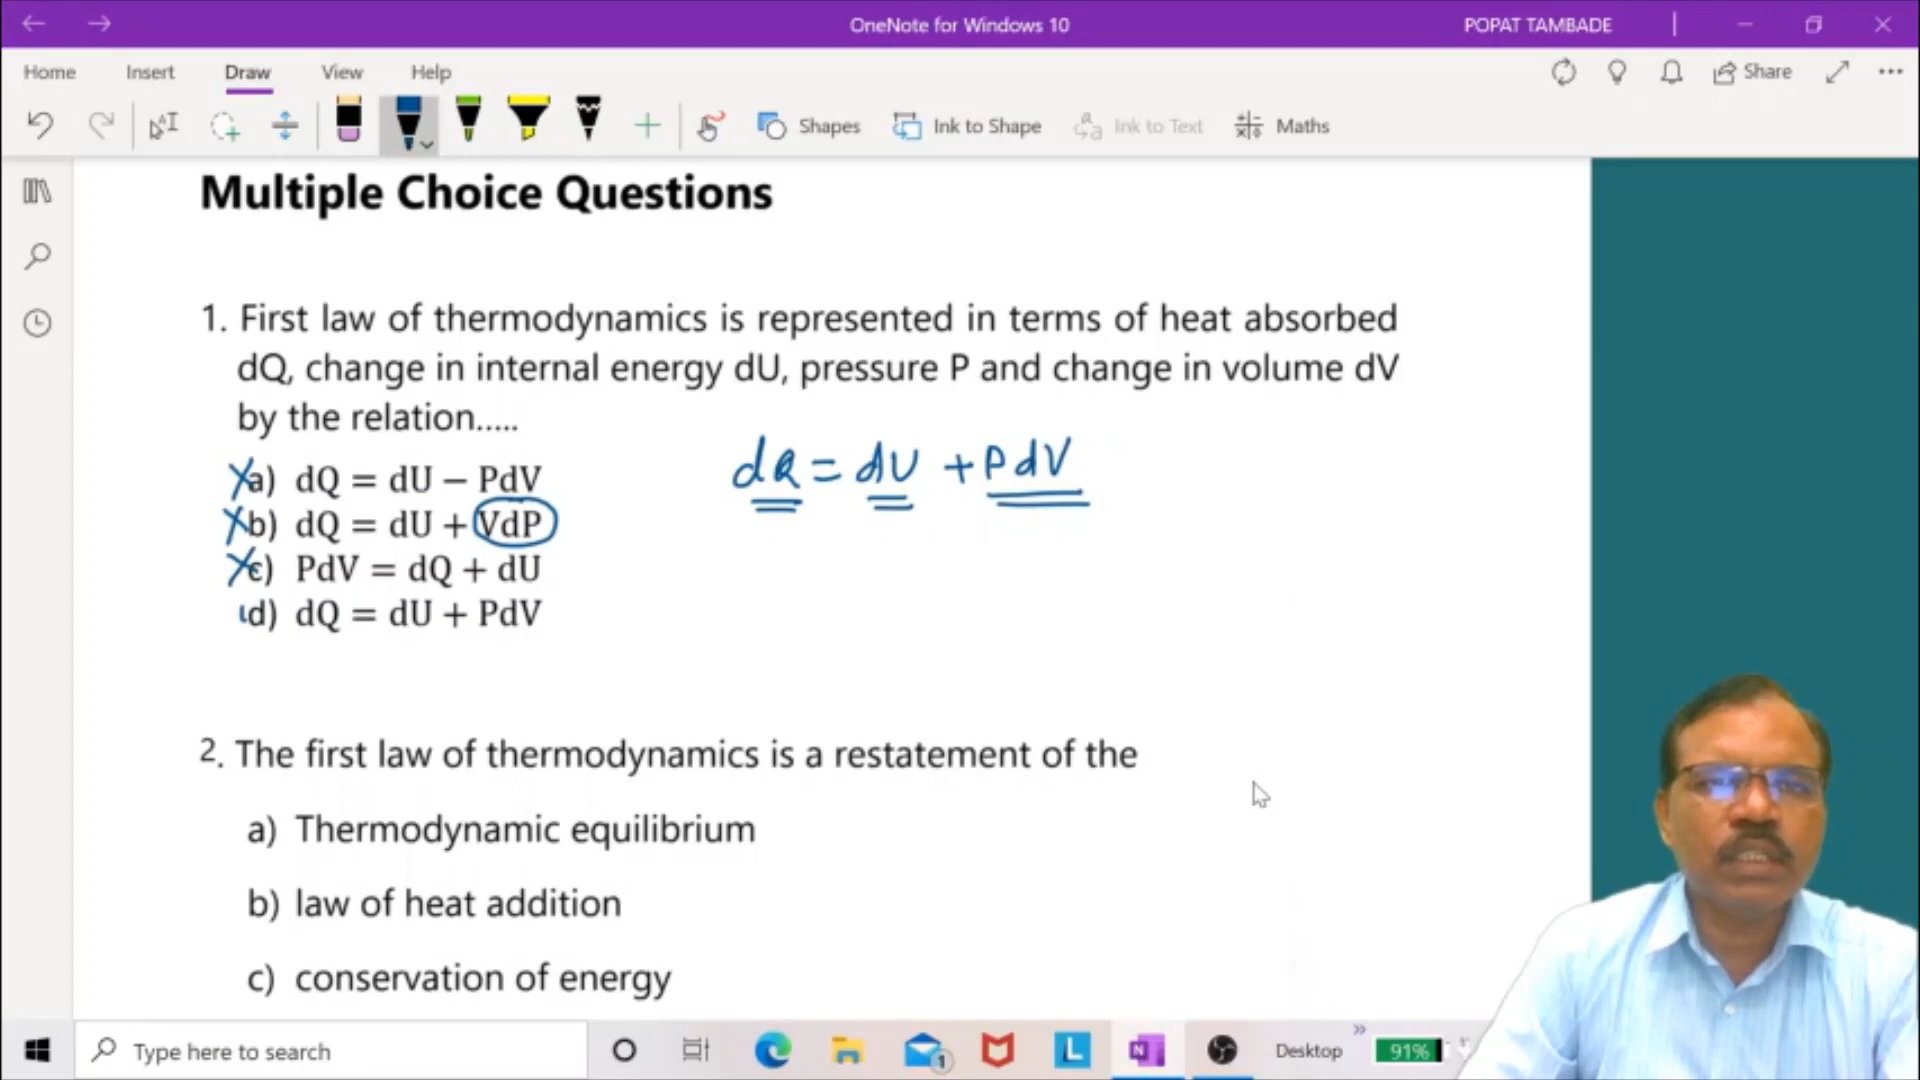 OneNote for Windows 10
POPAT TAMBADE
Home Insert Draw View Help
Share
Shapes Ink to Shape Ink to Text Maths
Multiple Choice Questions
1. First law of thermodynamics is represented in terms of heat absorbed
dQ, change in internal energy dU, pressure P and change in volume dV
by the relation.....
dQ = dU + PdV
a) dQ = dU − PdV
b) dQ = dU + VdP
c) PdV = dQ + dU
d) dQ = dU + PdV
2. The first law of thermodynamics is a restatement of the
a) Thermodynamic equilibrium
b) law of heat addition
c) conservation of energy
Type here to search
1
L
N
Desktop
91%